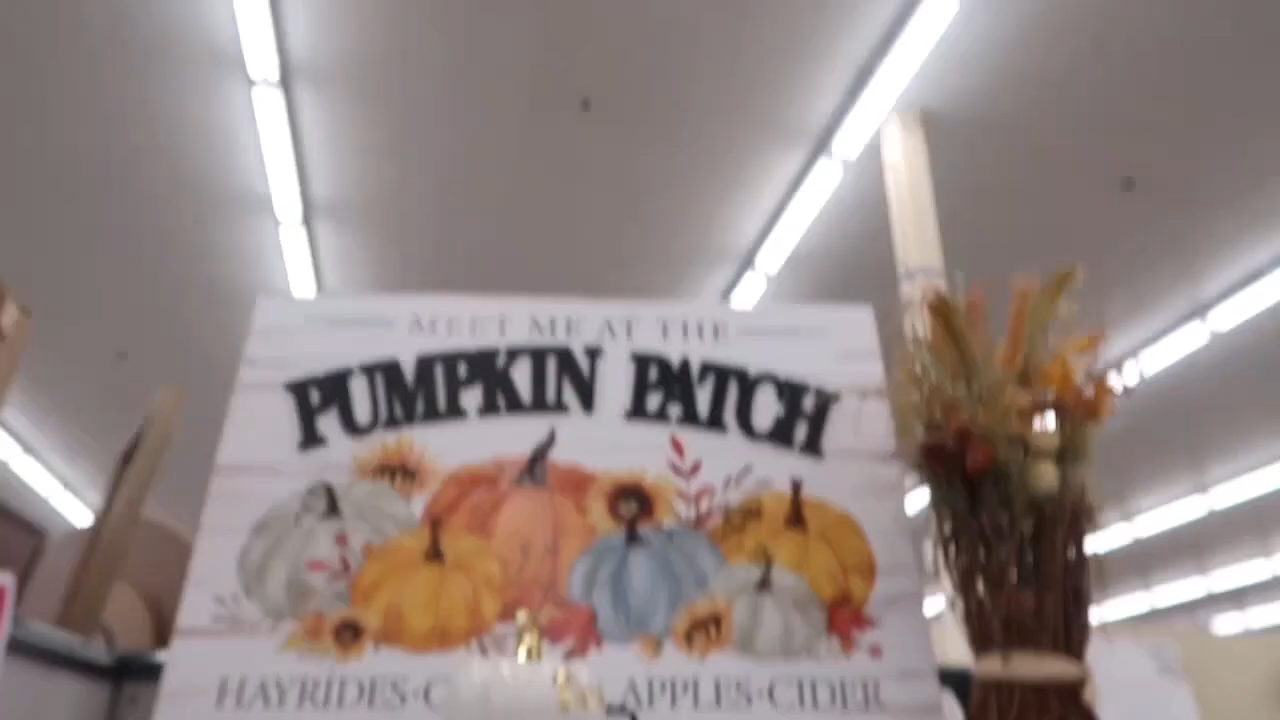 MEET ME AT THE
PUMPKIN PATCH
HAYRIDES•C APPLES•CIDER